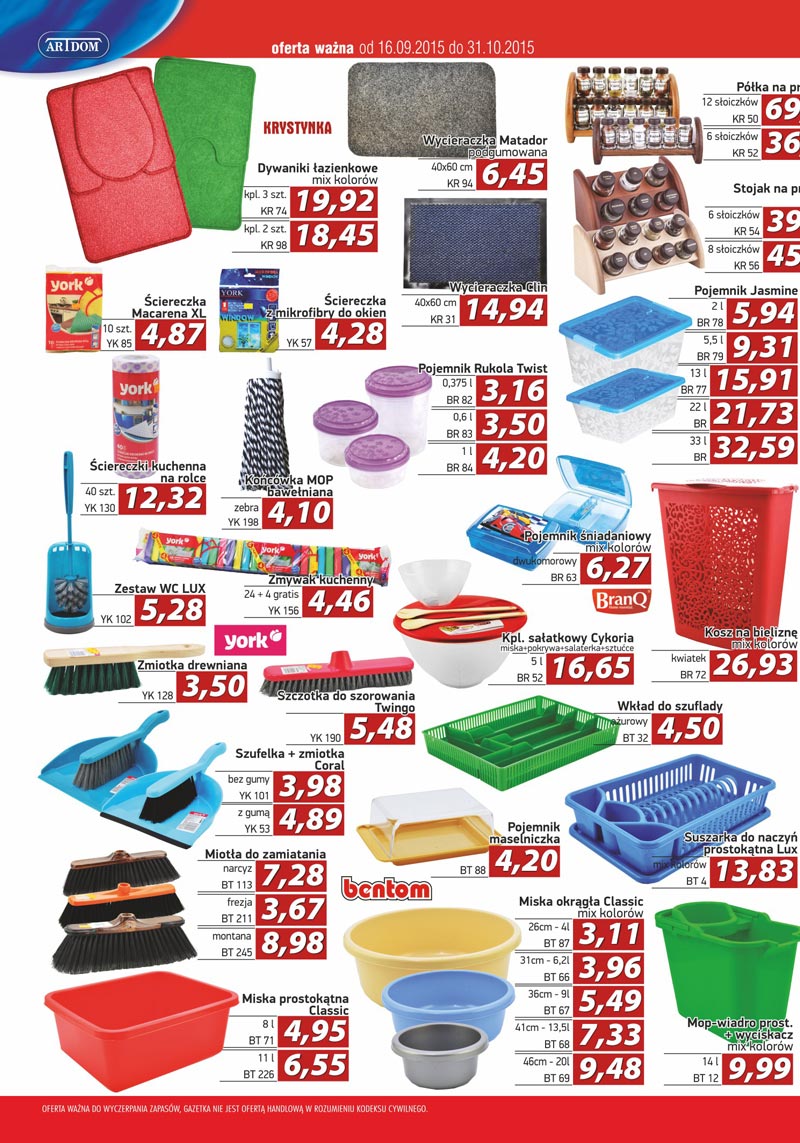 ARTDOM
oferta ważna od 16.09.2015 do 31.10.2015
KRYSTYNKA
Dywaniki łazienkowe
mix kolorów
kpl. 3 szt.
KR 74
19,92
kpl. 2 szt.
KR 98
18,45
Wycieraczka Matador
podgumowana
40x60 cm
KR 94
6,45
Wycieraczka Clin
40x60 cm
KR 31
14,94
Półka na pr
12 słoiczków
KR 50
69
6 słoiczków
KR 52
36
Stojak na p
6 słoiczków
KR 54
39
8 słoiczków
KR 56
45
york
Ściereczka
Macarena XL
10 szt.
YK 85
4,87
YORK
WINDOW
Ściereczka
z mikrofibry do okien
YK 57
4,28
Pojemnik Jasmine
2 l
BR 78
5,94
5,5 l
BR 79
9,31
13 l
BR 77
15,91
22 l
BR
21,73
33 l
BR
32,59
york
Ściereczki kuchenna
na rolce
40 szt.
YK 130
12,32
Końcówka MOP
bawełniana
zebra
YK 198
4,10
Pojemnik Rukola Twist
0,375 l
BR 82
3,16
0,6 l
BR 83
3,50
1 l
BR 84
4,20
Pojemnik śniadaniowy
mix kolorów
dwukomorowy
BR 63
6,27
BranQ
Zestaw WC LUX
YK 102
5,28
york
york
york
Zmywak kuchenny
24 + 4 gratis
YK 156
4,46
Kpl. sałatkowy Cykoria
miska+pokrywa+salaterka+sztućce
5 l
BR 52
16,65
Kosz na bieliznę
mix kolorów
kwiatek
BR 72
26,93
york
Zmiotka drewniana
YK 128
3,50
Szczotka do szorowania
Twingo
YK 190
5,48
Wkład do szuflady
ażurowy
BT 32
4,50
Szufelka + zmiotka
Coral
bez gumy
YK 101
3,98
z gumą
YK 53
4,89
Pojemnik
maselniczka
BT 88
4,20
Suszarka do naczyń
prostokątna Lux
mix kolorów
BT 4
13,83
Miotła do zamiatania
narcyz
BT 113
7,28
frezja
BT 211
3,67
montana
BT 245
8,98
bentom
Miska okrągła Classic
mix kolorów
26cm - 4l
BT 87
3,11
31cm - 6,2l
BT 66
3,96
36cm - 9l
BT 67
5,49
41cm - 13,5l
BT 68
7,33
46cm - 20l
BT 69
9,48
Miska prostokątna
Classic
8 l
BT 71
4,95
11 l
BT 226
6,55
Mop-wiadro prost.
+ wyciskacz
mix kolorów
14 l
BT 12
9,99
OFERTA WAŻNA DO WYCZERPANIA ZAPASÓW, GAZETKA NIE JEST OFERTĄ HANDLOWĄ W ROZUMIENIU KODEKSU CYWILNEGO.